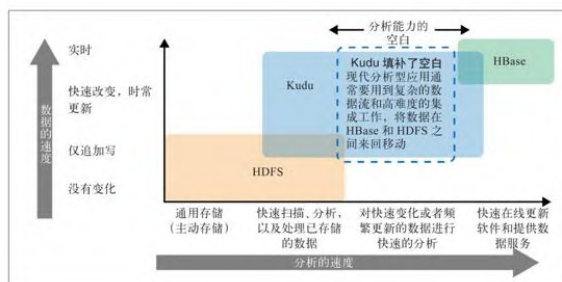 分析能力的
空白
实时
快速改变，时常
更新
仅追加写
没有变化
数据的速度
Kudu
Kudu 填补了空白
现代分析型应用通
常要用到复杂的数
据流和高难度的集
成工作，将数据在
HBase 和 HDFS 之
间来回移动
HBase
HDFS
通用存储
（主动存储）
快速扫描、分析，
以及处理已存储
的数据
对快速变化或者频
繁更新的数据进行
快速的分析
快速在线更新
软件和提供数
据服务
分析的速度